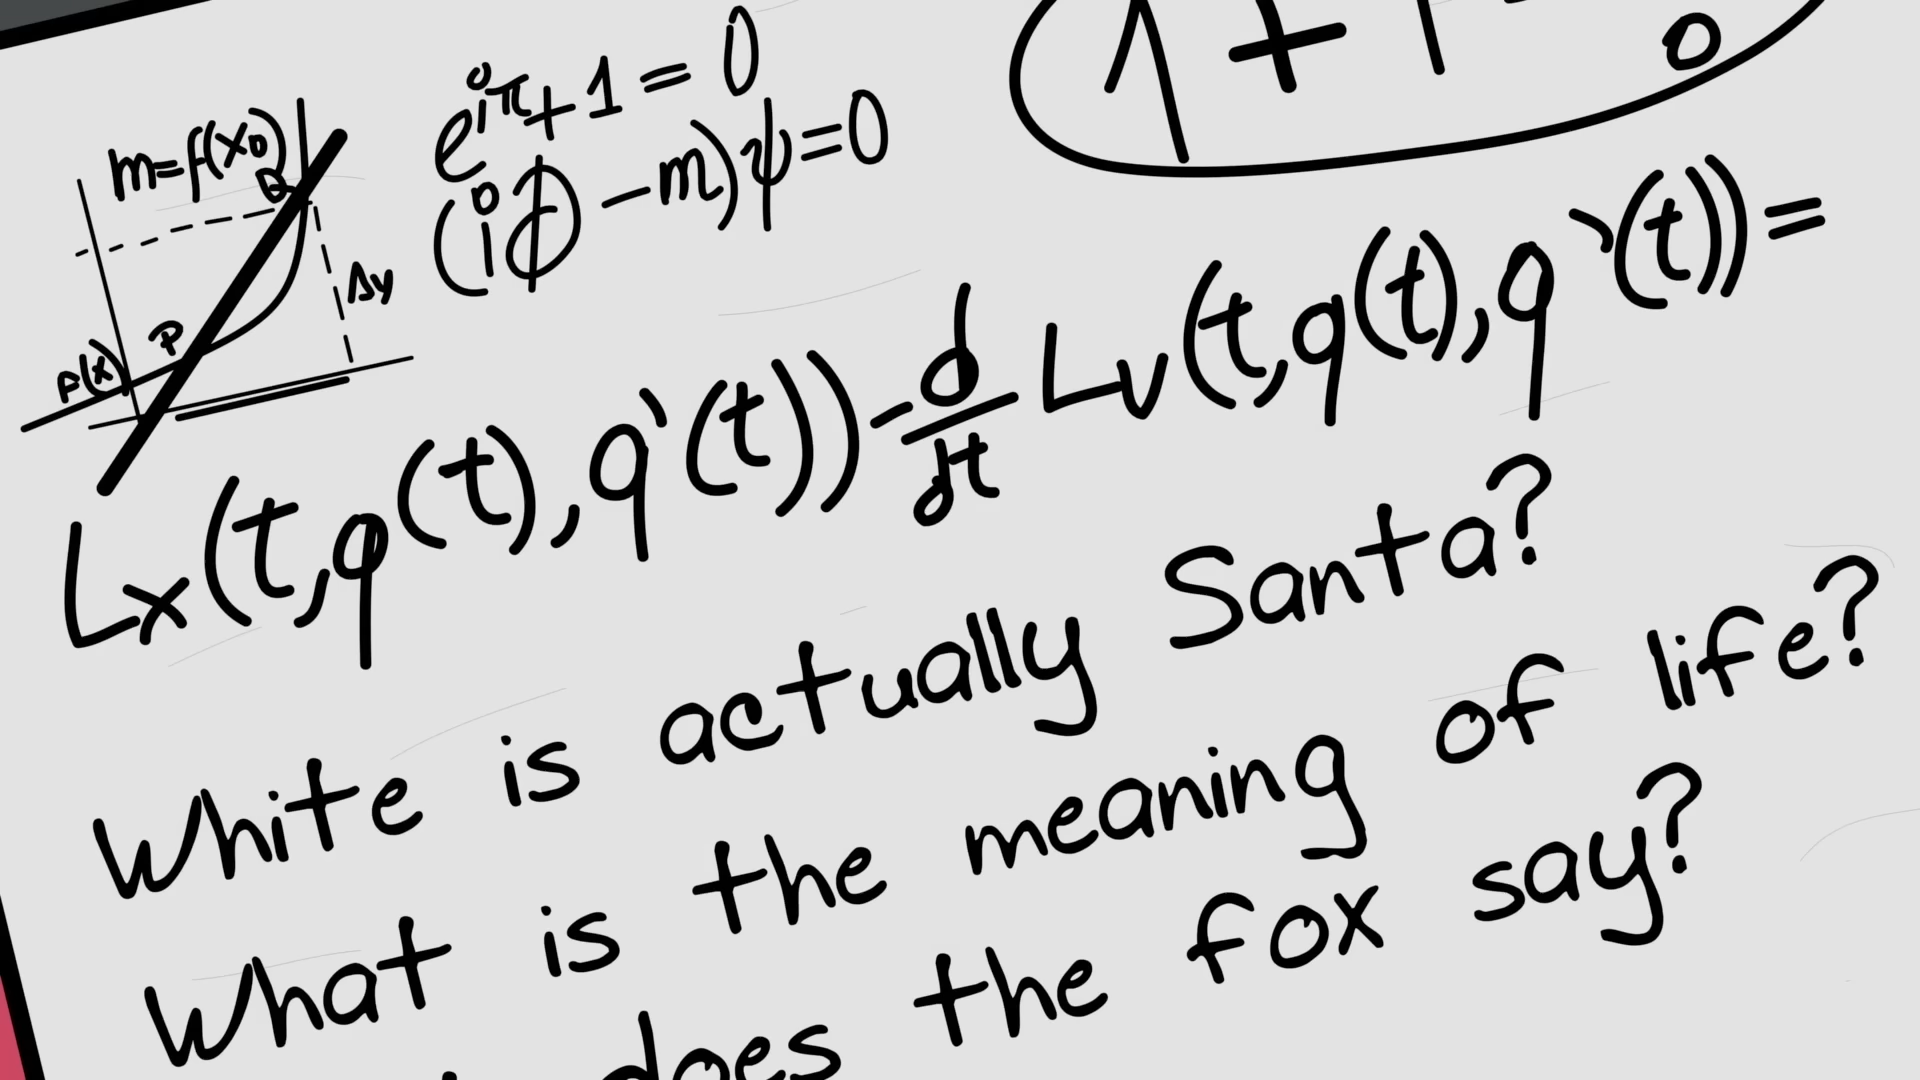 1 + 1
e^iπ + 1 = 0
(i∂̸ - m)ψ = 0
m = f(x0)
Q
Δy
P
P(x)
Lx(t,q(t),q`(t)) - d/dt Lv(t,q(t),q`(t)) =
White is actually Santa?
What is the meaning of life?
does the fox say?